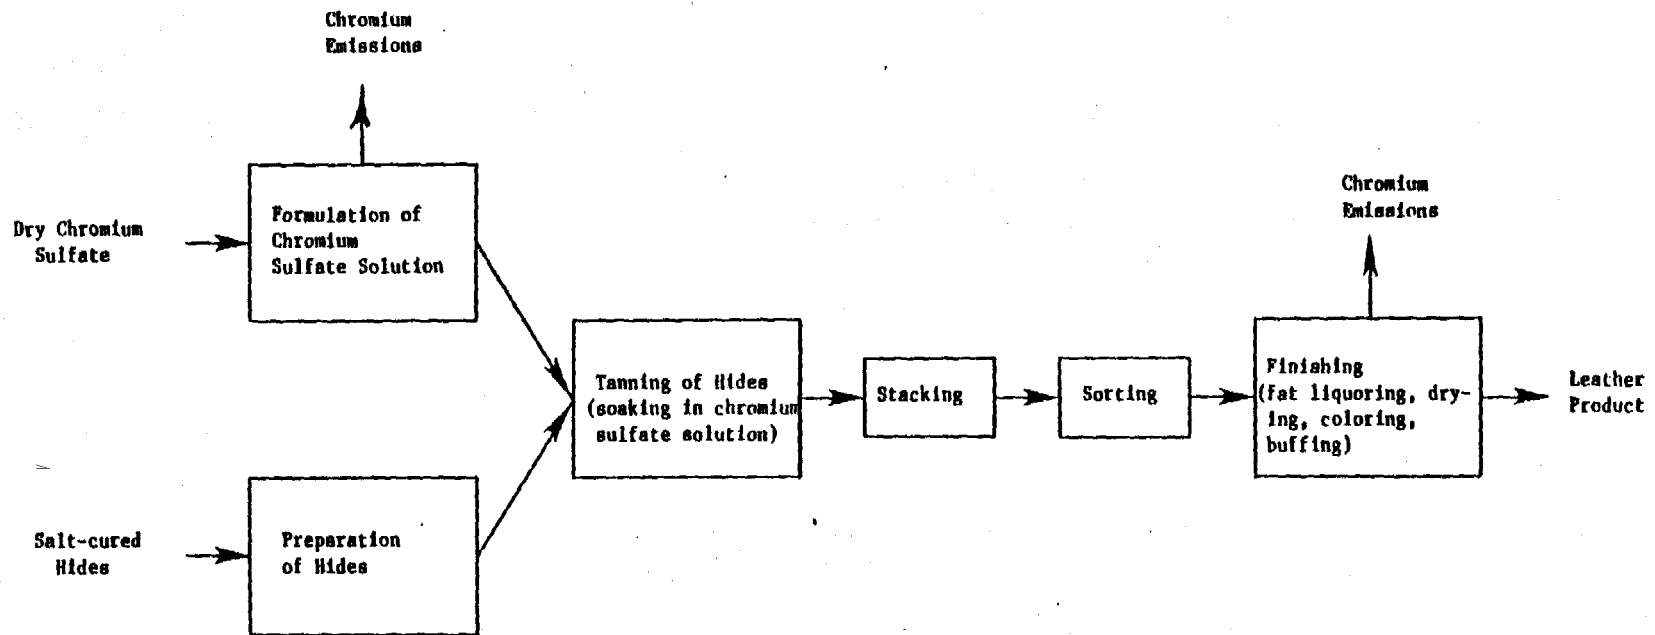 Chromium
Emissions
Chromium
Emissions
Dry Chromium
Sulfate
Formulation of
Chromium
Sulfate Solution
Tanning of Hides
(soaking in chromium
sulfate solution)
Stacking
Sorting
Finishing
(fat liquoring, dry-
ing, coloring,
buffing)
Leather
Product
Salt-cured
Hides
Preparation
of Hides